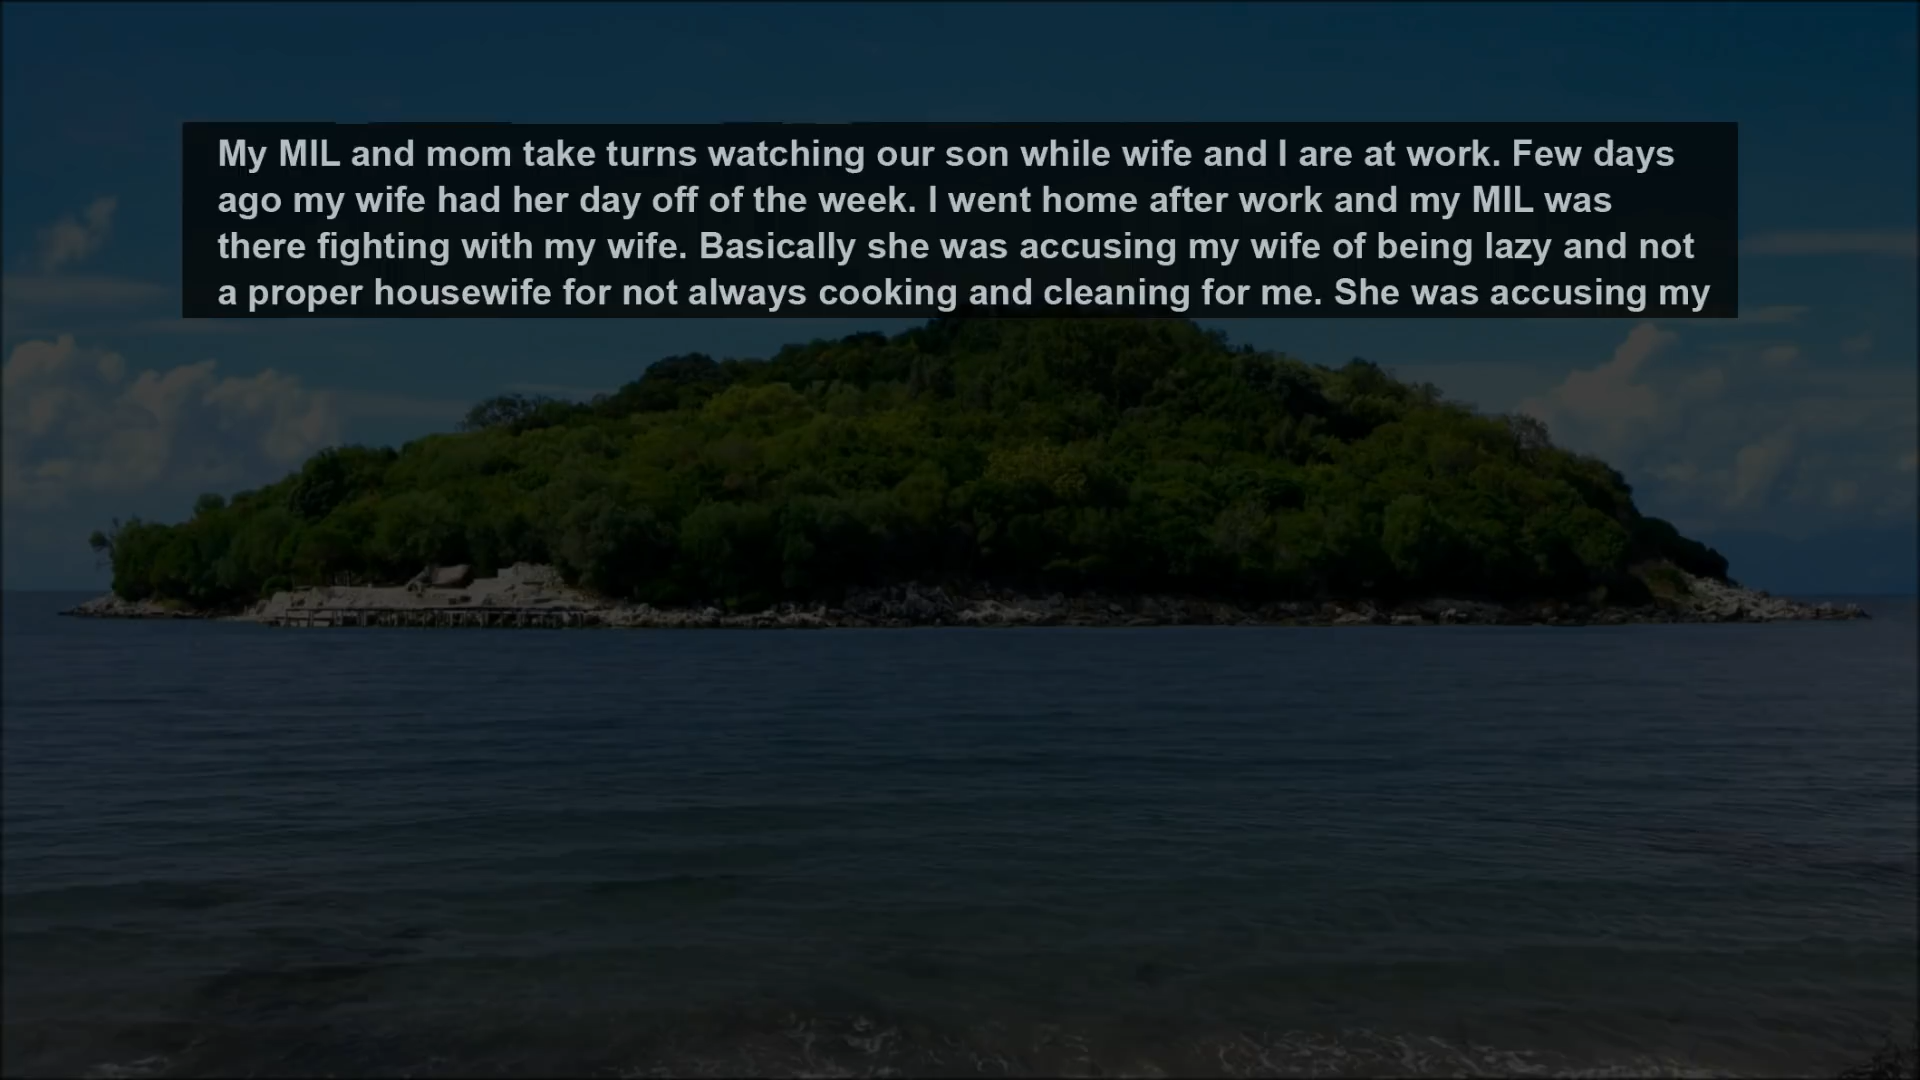 My MIL and mom take turns watching our son while wife and I are at work. Few days
ago my wife had her day off of the week. I went home after work and my MIL was
there fighting with my wife. Basically she was accusing my wife of being lazy and not
a proper housewife for not always cooking and cleaning for me. She was accusing my